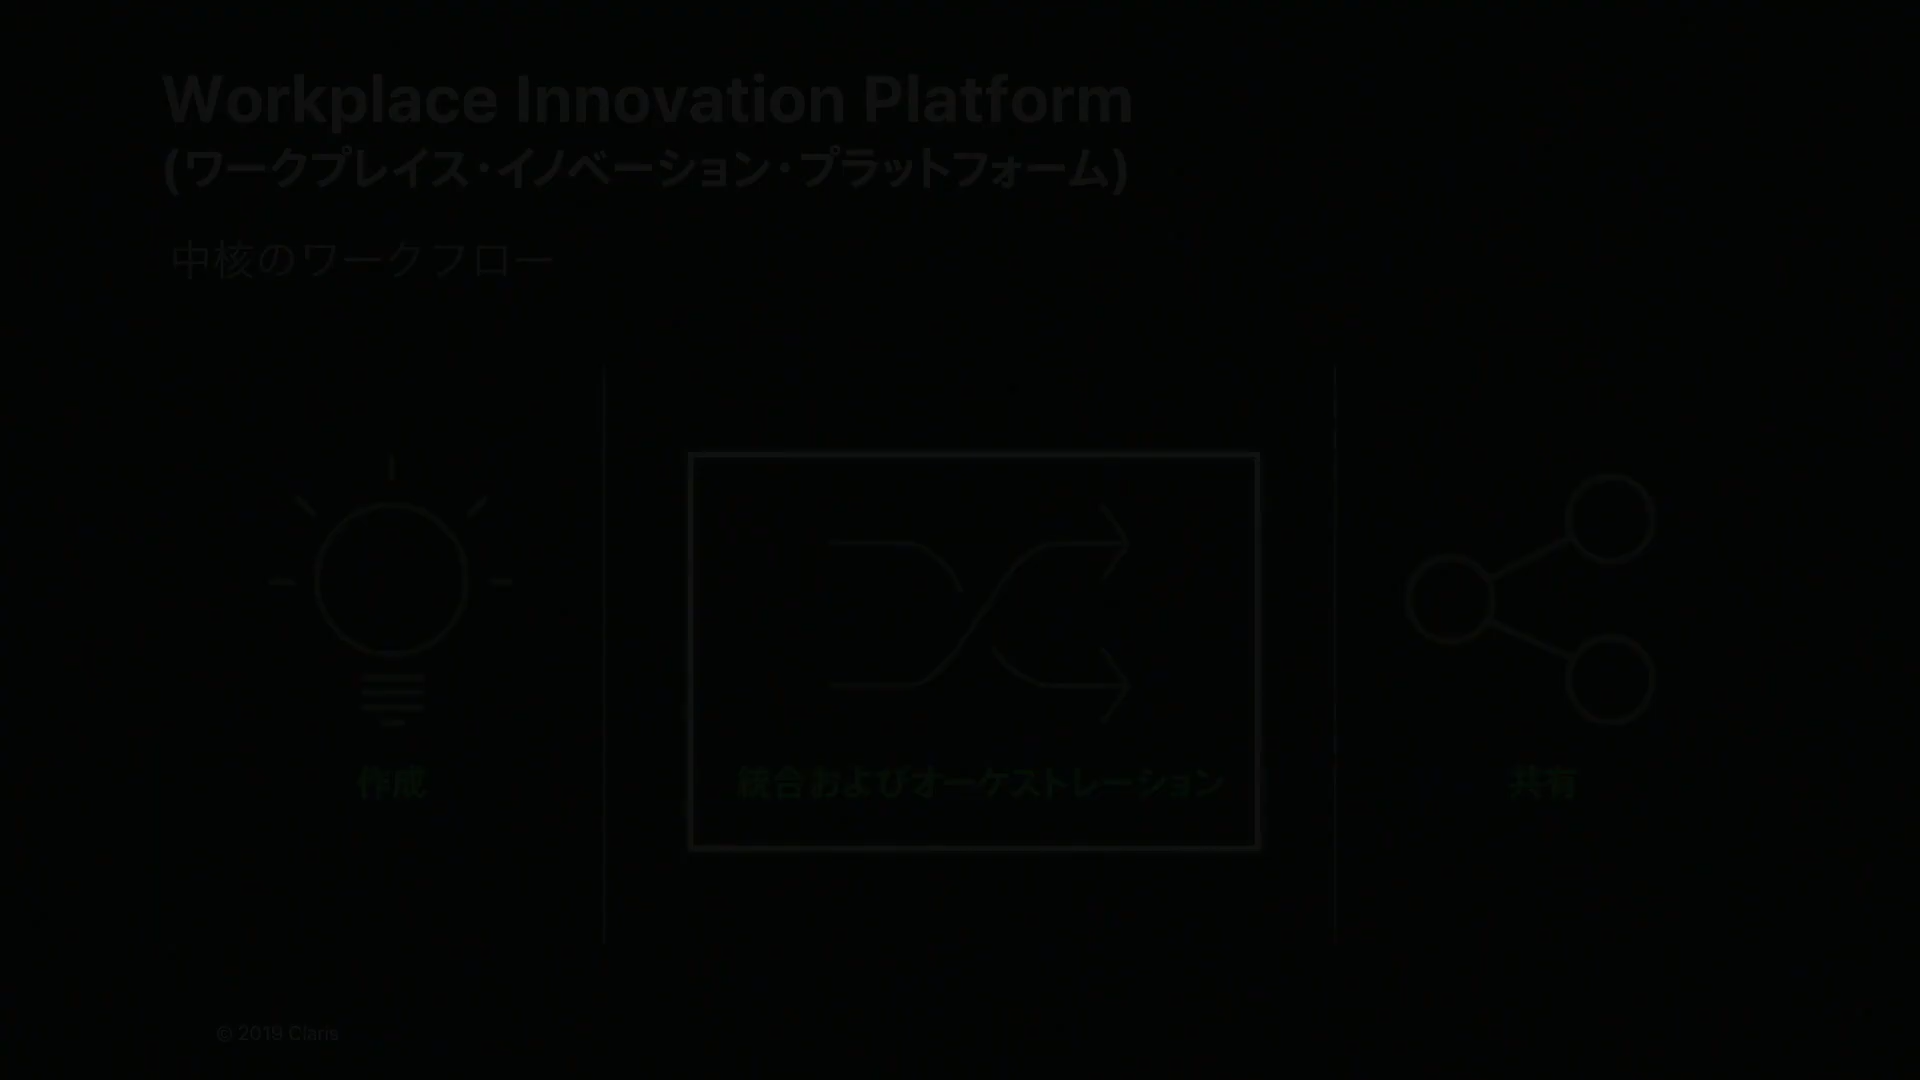 Workplace Innovation Platform
(ワークプレイス・イノベーション・プラットフォーム)
中核のワークフロー
作成
統合およびオーケストレーション
共有
© 2019 Claris